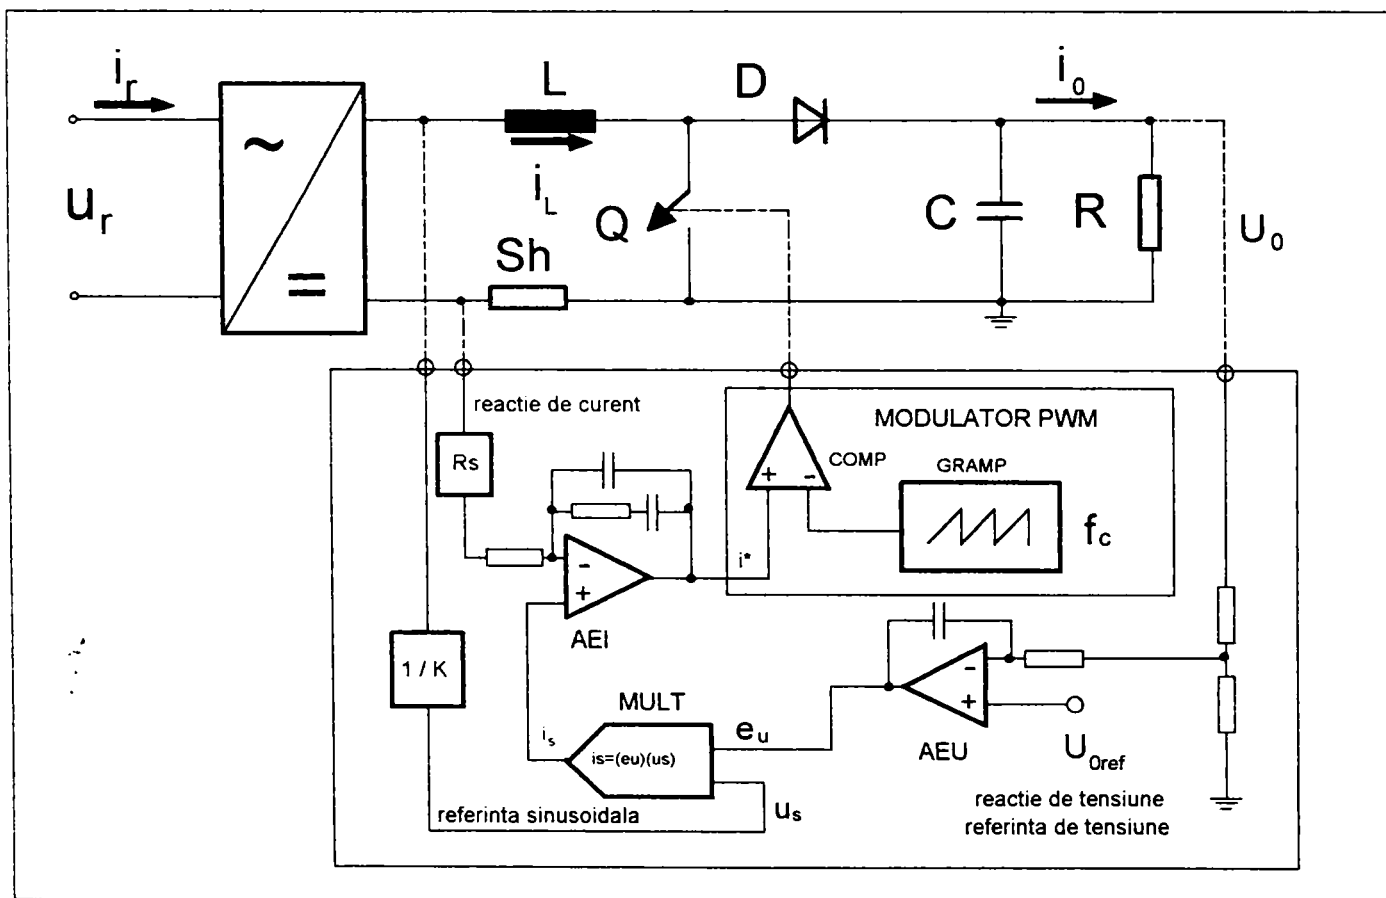 i_r
L
D
i_0
~
u_r
=
i_L
Q
Sh
C
R
U_0
reactie de curent
Rs
MODULATOR PWM
COMP
GRAMP
+ -
f_c
i*
-
+
AEI
1 / K
MULT
i_s
is=(eu)(us)
e_u
-
+
AEU
U_0ref
referinta sinusoidala
u_s
reactie de tensiune
referinta de tensiune